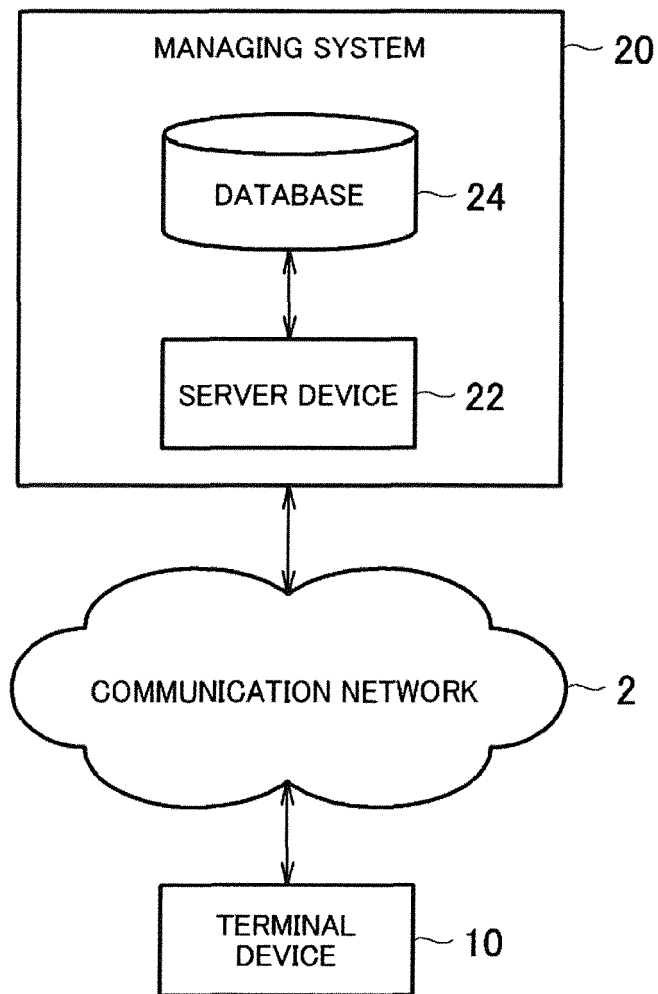 MANAGING SYSTEM
20
DATABASE
24
SERVER DEVICE
22
COMMUNICATION NETWORK
2
TERMINAL
DEVICE
10